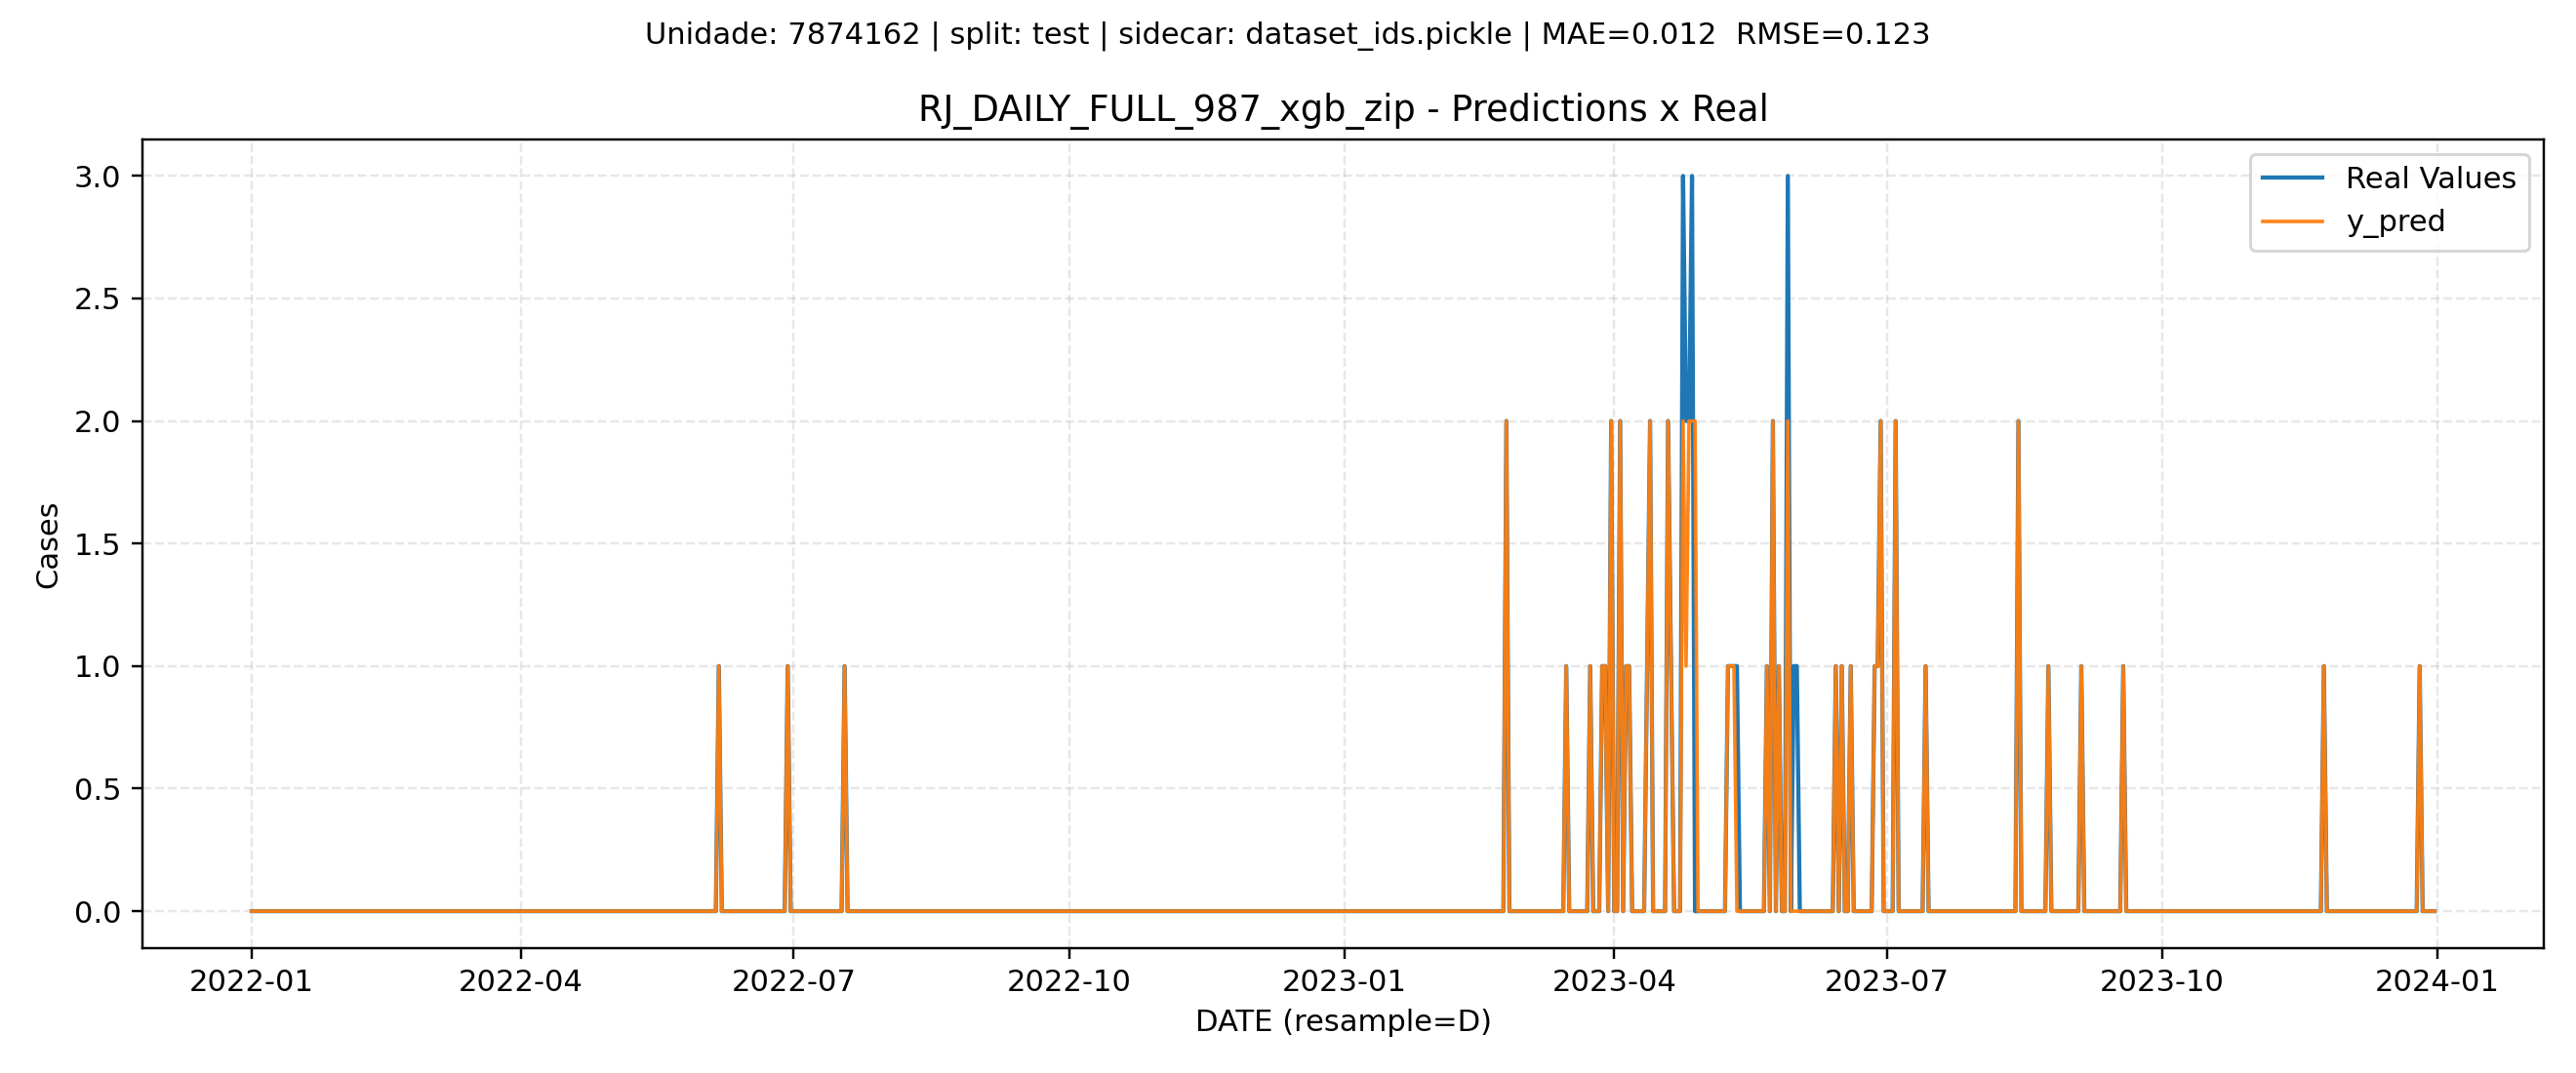 Unidade: 7874162 | split: test | sidecar: dataset_ids.pickle | MAE=0.012  RMSE=0.123
RJ_DAILY_FULL_987_xgb_zip - Predictions x Real
Real Values
y_pred
3.0
2.5
2.0
1.5
1.0
0.5
0.0
Cases
2022-01 2022-04 2022-07 2022-10 2023-01 2023-04 2023-07 2023-10 2024-01
DATE (resample=D)